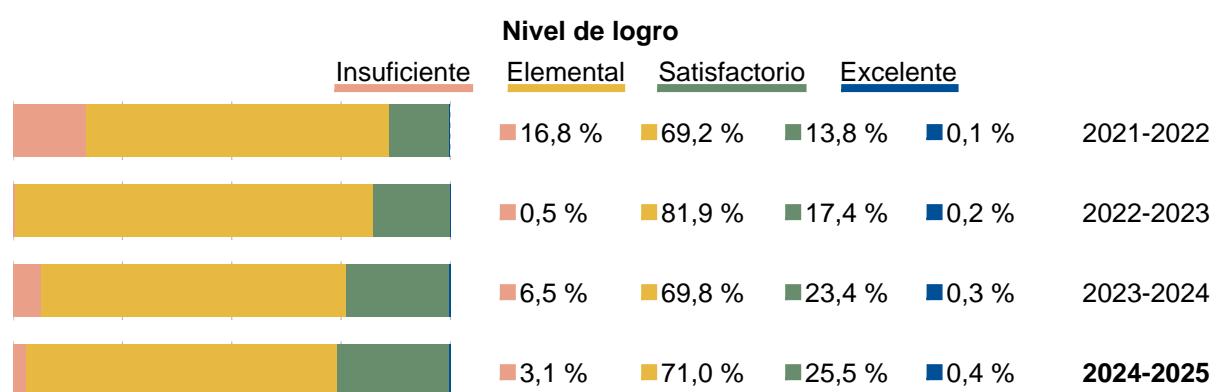 Nivel de logro
Insuficiente Elemental Satisfactorio Excelente
16,8 % 69,2 % 13,8 % 0,1 % 2021-2022
0,5 % 81,9 % 17,4 % 0,2 % 2022-2023
6,5 % 69,8 % 23,4 % 0,3 % 2023-2024
3,1 % 71,0 % 25,5 % 0,4 % 2024-2025